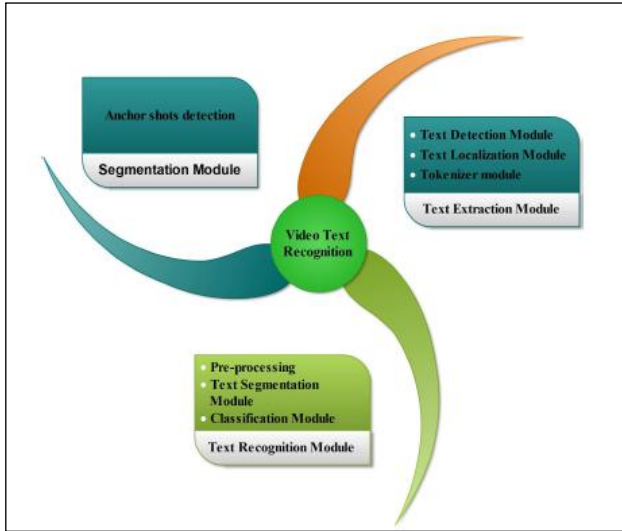 Anchor shots detection
Segmentation Module
• Text Detection Module
• Text Localization Module
• Tokenizer module
Text Extraction Module
Video Text
Recognition
• Pre-processing
• Text Segmentation
Module
• Classification Module
Text Recognition Module